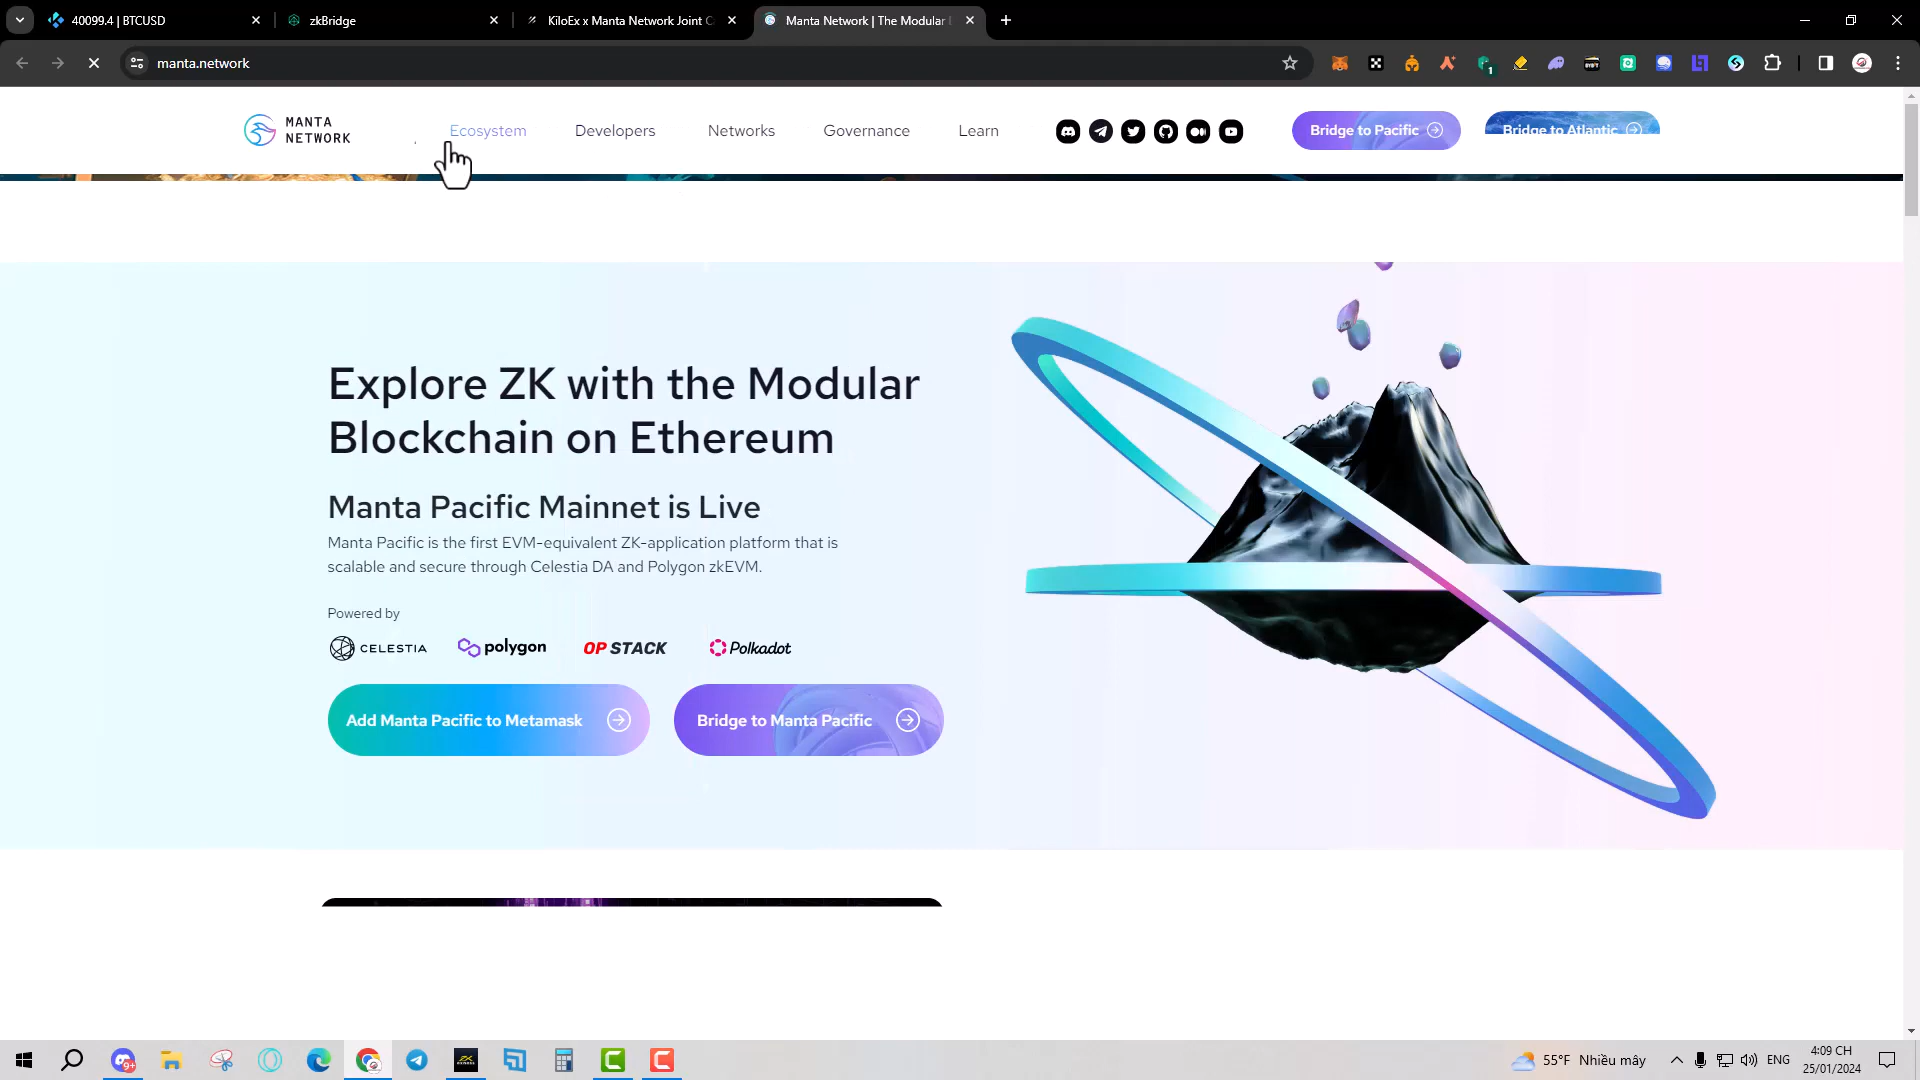 40099.4 | BTCUSD
zkBridge
KiloEx x Manta Network Joint C
Manta Network | The Modular
manta.network
1
MANTA
NETWORK
Ecosystem
Developers
Networks
Governance
Learn
Bridge to Pacific
Bridge to Atlantic
Explore ZK with the Modular
Blockchain on Ethereum
Manta Pacific Mainnet is Live
Manta Pacific is the first EVM-equivalent ZK-application platform that is
scalable and secure through Celestia DA and Polygon zkEVM.
Powered by
CELESTIA
polygon
OP STACK
Polkadot
Add Manta Pacific to Metamask
Bridge to Manta Pacific
55°F Nhiều mây
ENG
4:09 CH
25/01/2024